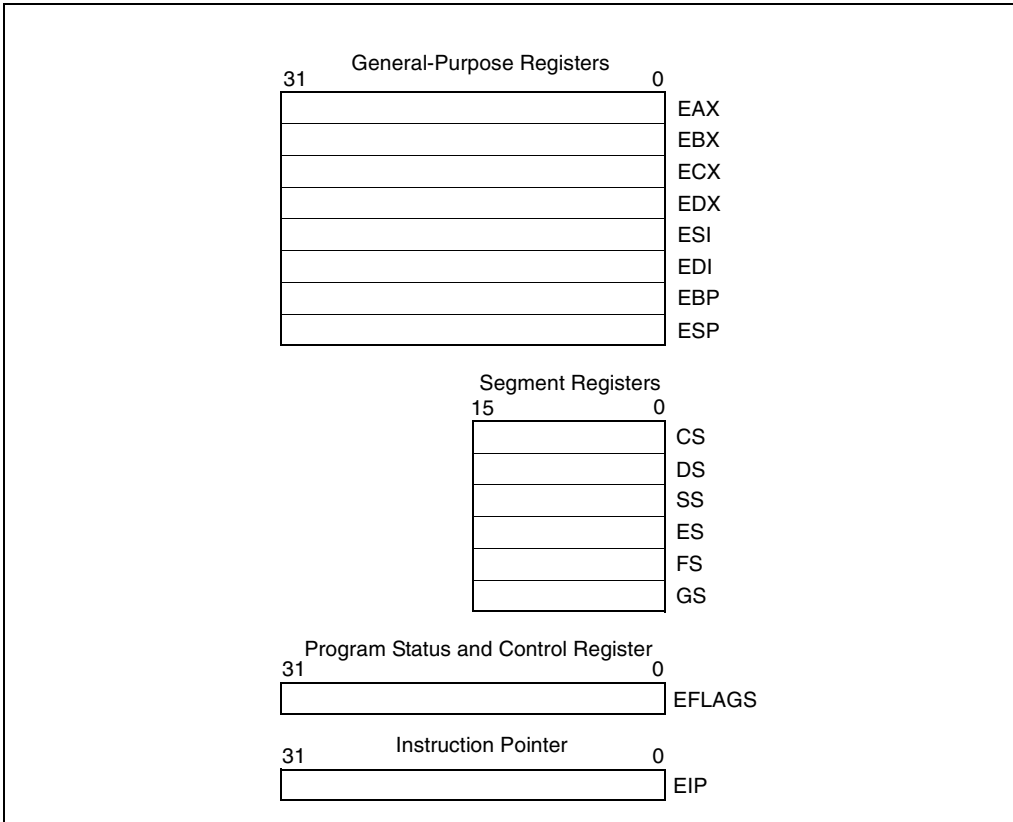 General-Purpose Registers
31 0
EAX
EBX
ECX
EDX
ESI
EDI
EBP
ESP
Segment Registers
15 0
CS
DS
SS
ES
FS
GS
Program Status and Control Register
31 0
EFLAGS
Instruction Pointer
31 0
EIP